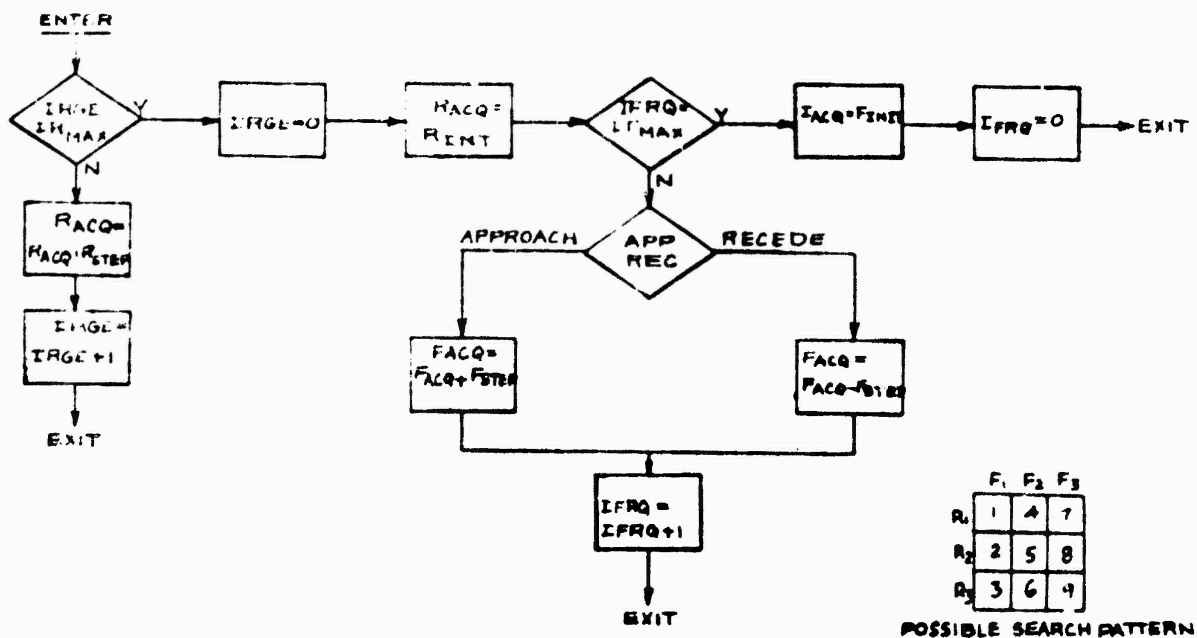 ENTER
IRGE
IRMAX
Y
N
IRGE=0
RACQ=
RINT
IFRQ=
IFMAX
Y
N
IACQ=FINIT
IFRQ=0
EXIT
RACQ=
RACQ+RSTEP
IRGE=
IRGE+1
EXIT
APPROACH
APP
REC
RECEDE
FACQ=
FACQ+FSTEP
FACQ=
FACQ-FSTEP
IFRQ=
IFRQ+1
EXIT
F1 F2 F3
R1 1 4 7
R2 2 5 8
R3 3 6 9
POSSIBLE SEARCH PATTERN